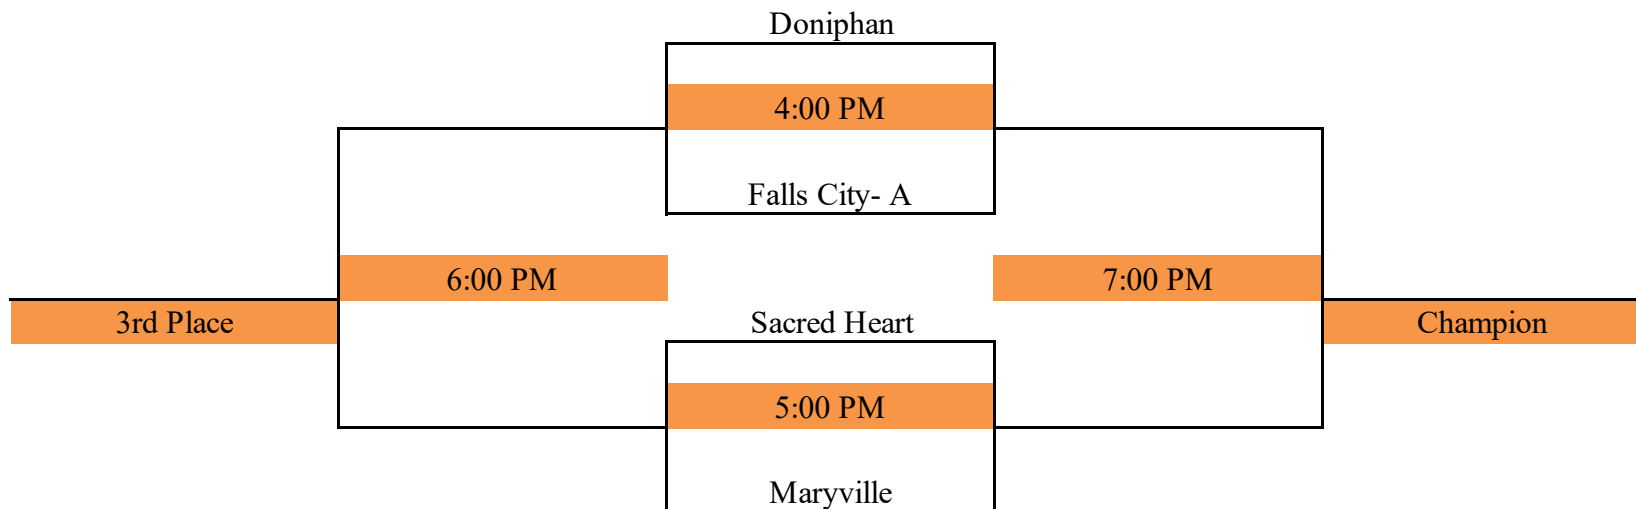 Doniphan
4:00 PM
Falls City- A
6:00 PM
7:00 PM
3rd Place
Sacred Heart
Champion
5:00 PM
Maryville